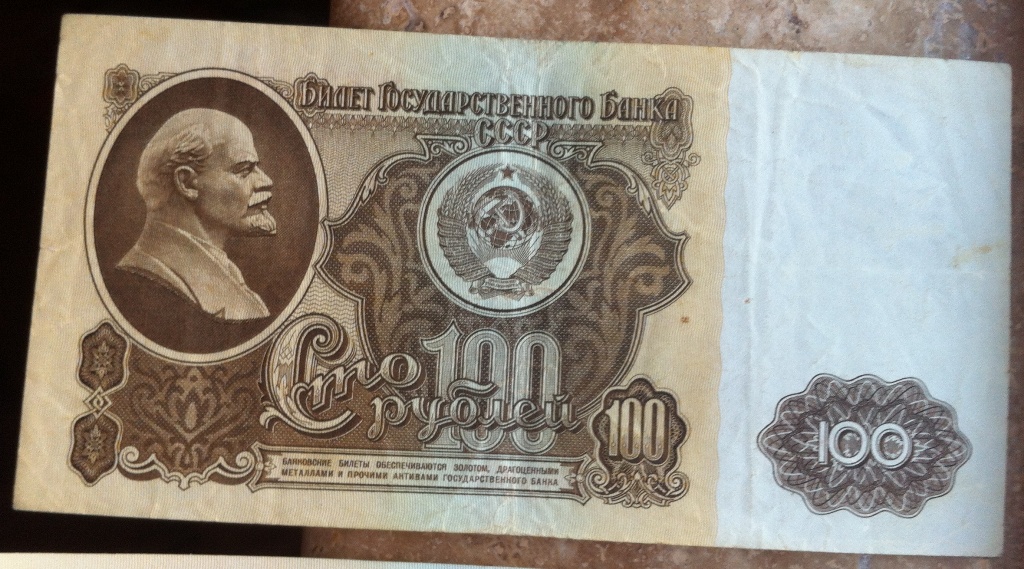 Билет Государственного Банка
СССР
100
Сто
рублей
100
БАНКОВСКИЕ БИЛЕТЫ ОБЕСПЕЧИВАЮТСЯ ЗОЛОТОМ, ДРАГОЦЕННЫМИ
МЕТАЛЛАМИ И ПРОЧИМИ АКТИВАМИ ГОСУДАРСТВЕННОГО БАНКА
100
100